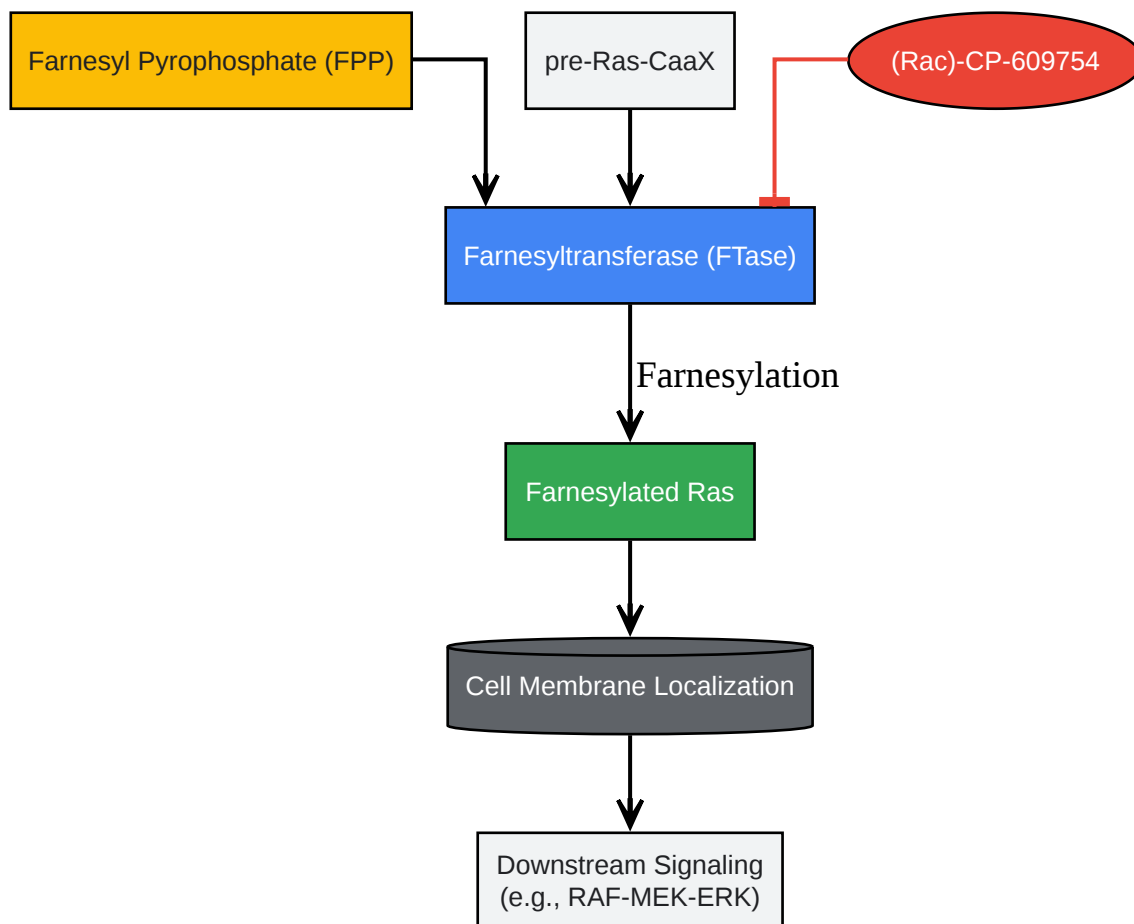 Farnesyl Pyrophosphate (FPP)
pre-Ras-CaaX
(Rac)-CP-609754
Farnesyltransferase (FTase)
Farnesylation
Farnesylated Ras
Cell Membrane Localization
Downstream Signaling
(e.g., RAF-MEK-ERK)